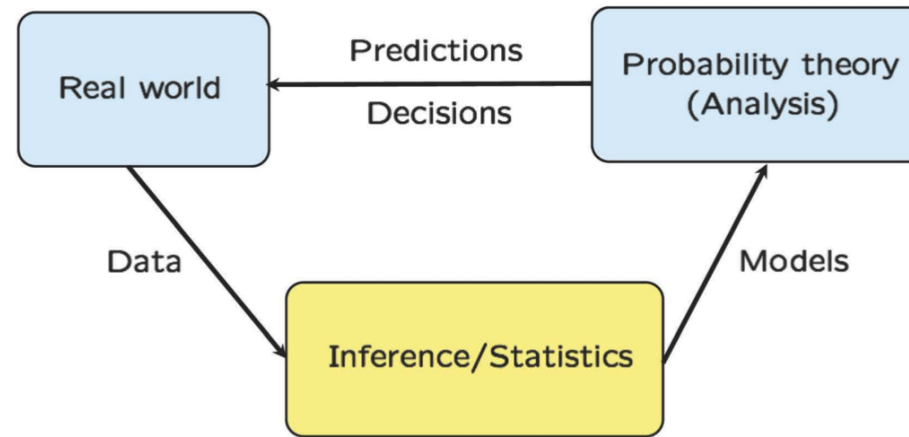 Real world
Predictions
Decisions
Probability theory
(Analysis)
Data
Models
Inference/Statistics